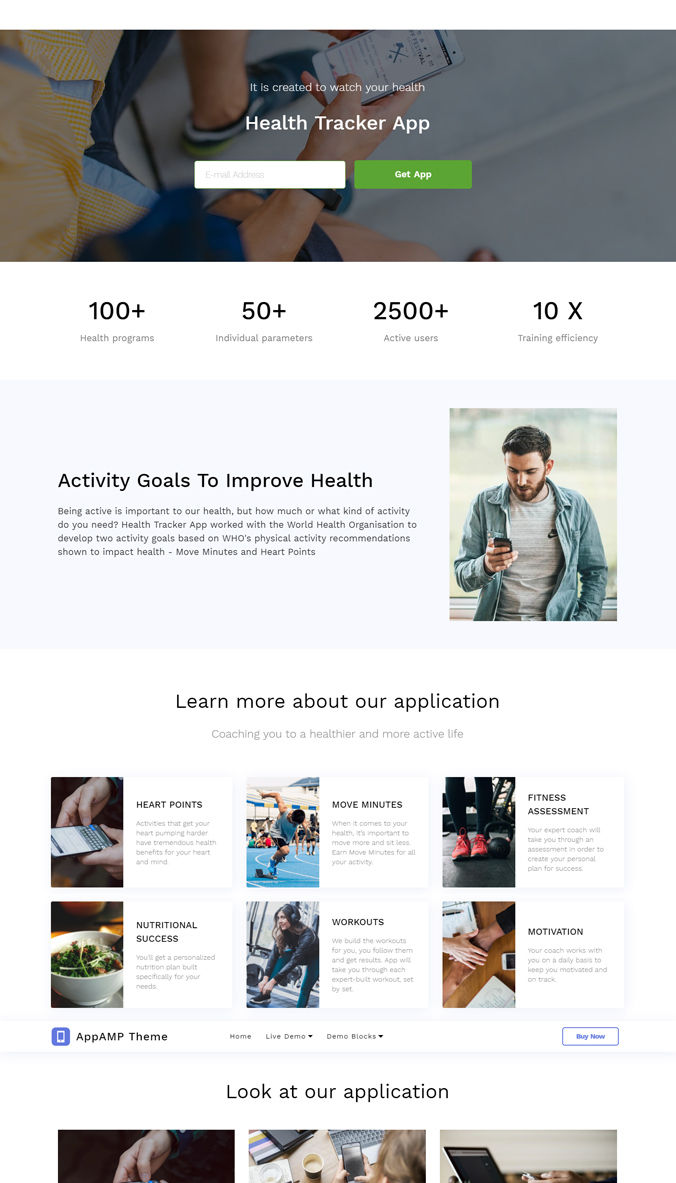 It is created to watch your health
Health Tracker App
E-mail Address
Get App
100+
Health programs
50+
Individual parameters
2500+
Active users
10 X
Training efficiency
Activity Goals To Improve Health
Being active is important to our health, but how much or what kind of activity
do you need? Health Tracker App worked with the World Health Organisation to
develop two activity goals based on WHO's physical activity recommendations
shown to impact health - Move Minutes and Heart Points
Learn more about our application
Coaching you to a healthier and more active life
HEART POINTS
Activities that get your
heart pumping harder
have tremendous health
benefits for your heart
and mind
MOVE MINUTES
When it comes to your
health, it's important to
move more and sit less.
Earn Move Minutes for all
your activity.
FITNESS
ASSESSMENT
Your expert coach will
take you through an
assessment in order to
create your personal
plan for success.
NUTRITIONAL
SUCCESS
You'll get a personalized
nutrition plan built
specifically for your
needs.
WORKOUTS
We build the workouts
for you, you follow them
and get results. App will
take you through each
expert-built workout, set
by set.
MOTIVATION
Your coach works with
you on a daily basis to
keep you motivated and
on track.
AppAMP Theme
Home
Live Demo
Demo Blocks
Buy Now
Look at our application